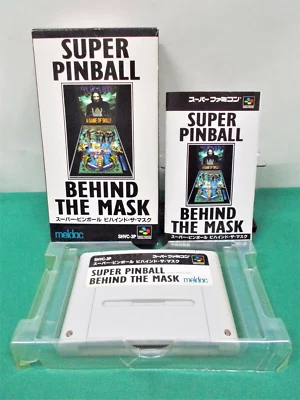 SUPER
PINBALL
A GAME OF SKILL!
BEHIND
THE MASK
スーパー・ピンボール ビハインド・ザ・マスク
meldac
SHVC-3P
スーパーファミコン
SUPER
PINBALL
BEHIND
THE MASK
スーパー・ピンボール ビハインド・ザ・マスク
SHVC-3P
スーパーファミコン
スーパー・ピンボール ビハインド・ザ・マスク
SUPER PINBALL
BEHIND THE MASK
meldac